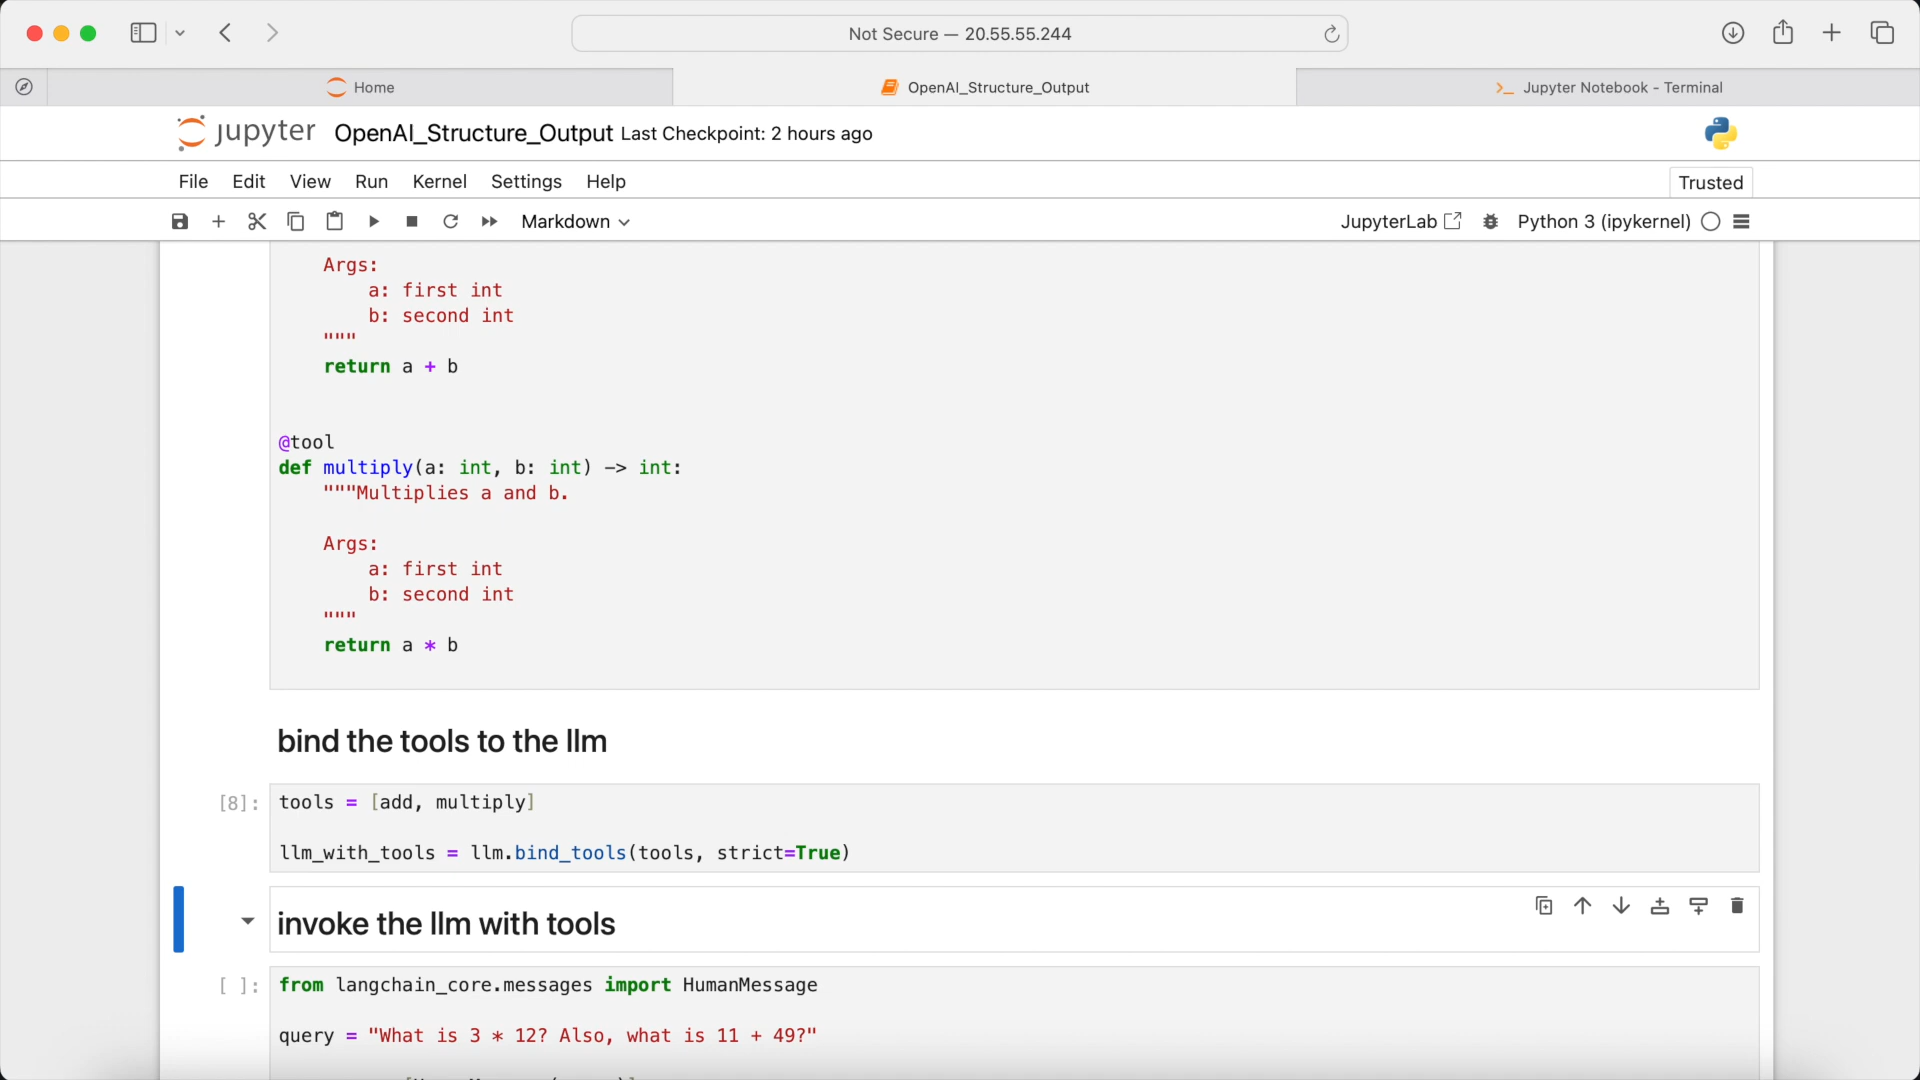 Not Secure — 20.55.55.244
Home
OpenAI_Structure_Output
Jupyter Notebook - Terminal
jupyter OpenAI_Structure_Output Last Checkpoint: 2 hours ago
File Edit View Run Kernel Settings Help
Trusted
Markdown
JupyterLab
Python 3 (ipykernel)
Args:
a: first int
b: second int
"""
return a + b
@tool
def multiply(a: int, b: int) -> int:
"""Multiplies a and b.
Args:
a: first int
b: second int
"""
return a * b
bind the tools to the llm
[8]: tools = [add, multiply]
llm_with_tools = llm.bind_tools(tools, strict=True)
invoke the llm with tools
[ ]: from langchain_core.messages import HumanMessage
query = "What is 3 * 12? Also, what is 11 + 49?"